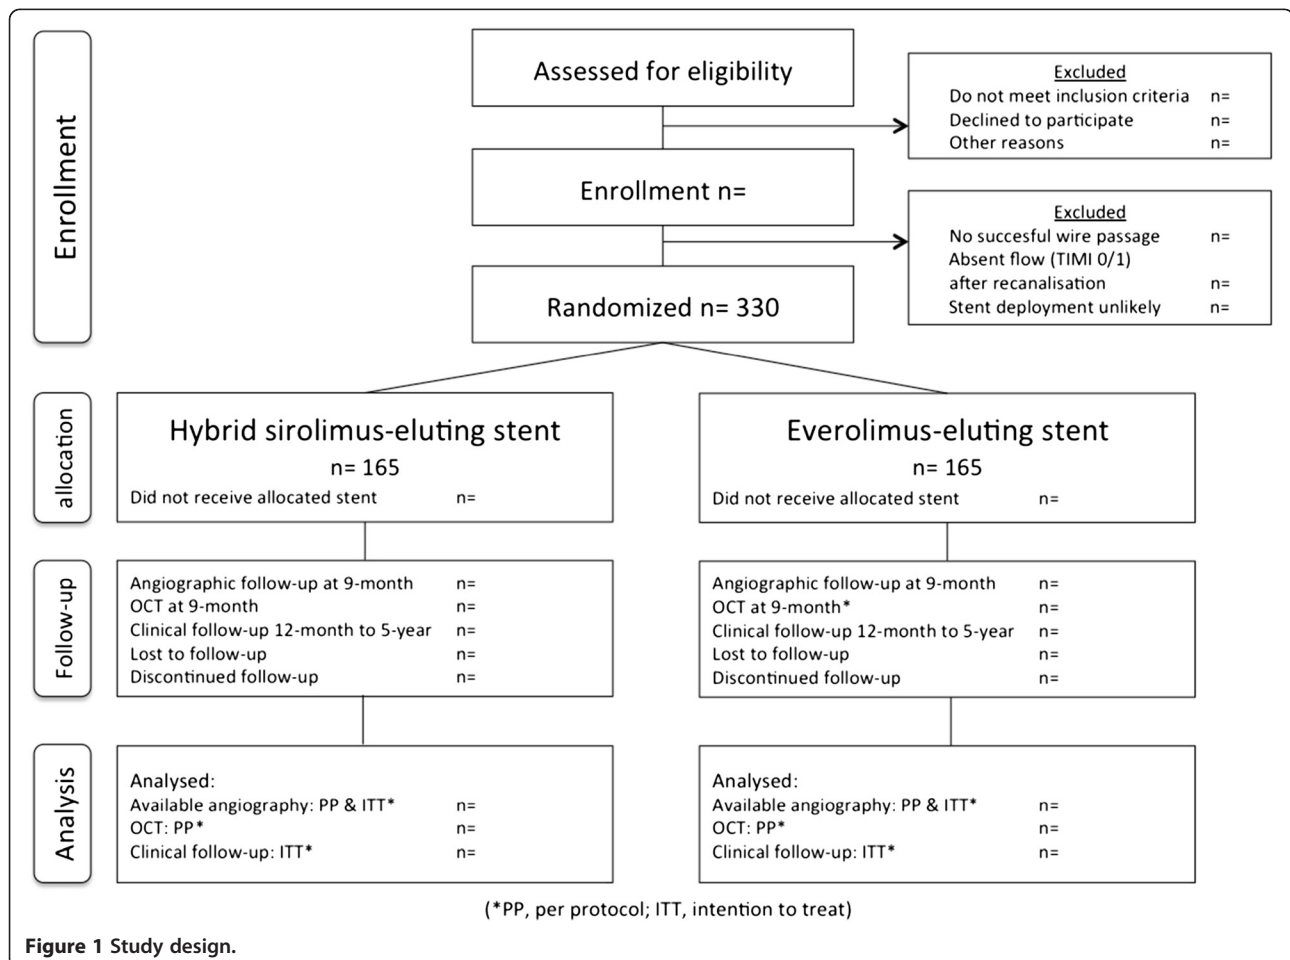 Enrollment
Assessed for eligibility
Excluded
Do not meet inclusion criteria n=
Declined to participate n=
Other reasons n=
Enrollment n=
Excluded
No succesful wire passage n=
Absent flow (TIMI 0/1)
after recanalisation n=
Stent deployment unlikely n=
Randomized n= 330
allocation
Hybrid sirolimus-eluting stent
n= 165
Did not receive allocated stent n=
Everolimus-eluting stent
n= 165
Did not receive allocated stent n=
Follow-up
Angiographic follow-up at 9-month n=
OCT at 9-month n=
Clinical follow-up 12-month to 5-year n=
Lost to follow-up n=
Discontinued follow-up n=
Angiographic follow-up at 9-month n=
OCT at 9-month* n=
Clinical follow-up 12-month to 5-year n=
Lost to follow-up n=
Discontinued follow-up n=
Analysis
Analysed:
Available angiography: PP & ITT* n=
OCT: PP* n=
Clinical follow-up: ITT* n=
Analysed:
Available angiography: PP & ITT* n=
OCT: PP* n=
Clinical follow-up: ITT* n=
(*PP, per protocol; ITT, intention to treat)
Figure 1 Study design.